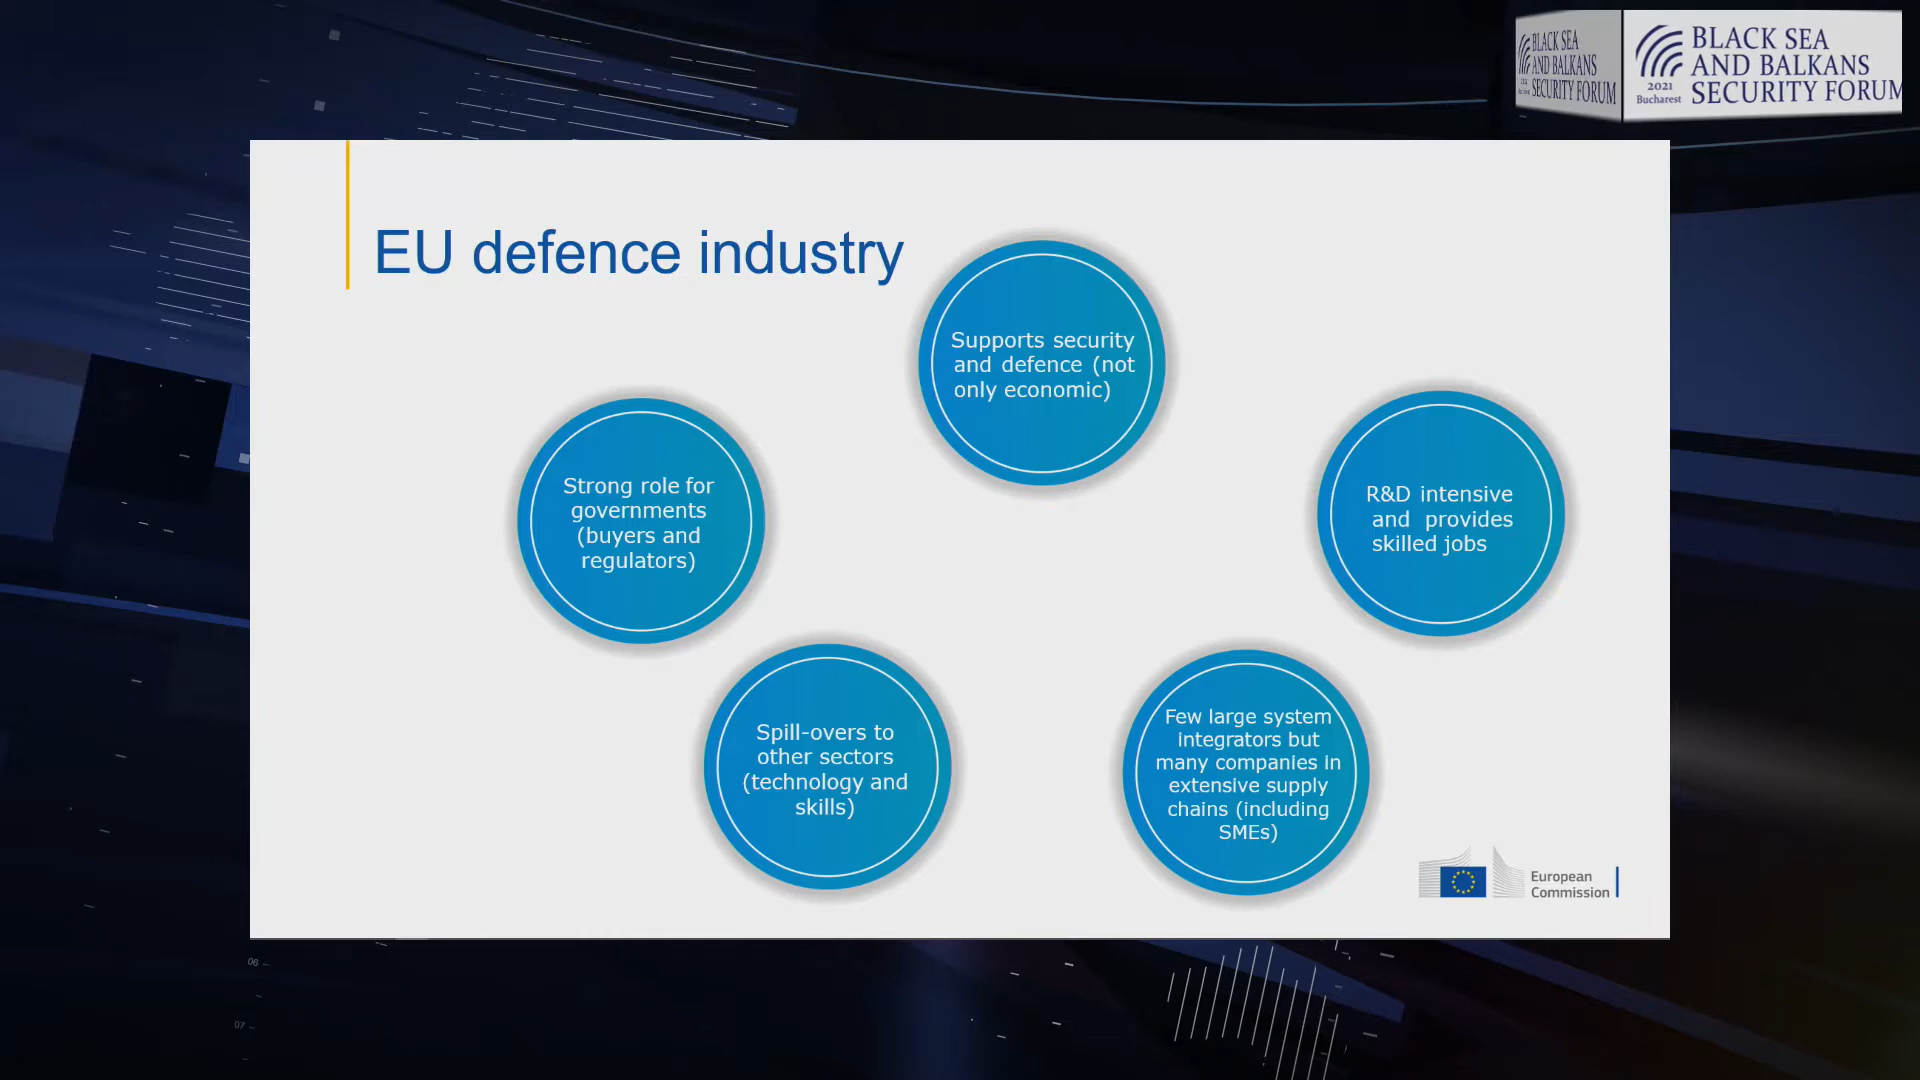 BLACK SEA
AND BALKANS
SECURITY FORUM
BLACK SEA
AND BALKANS
SECURITY FORUM
2021
Bucharest
EU defence industry
Supports security
and defence (not
only economic)
Strong role for
governments
(buyers and
regulators)
R&D intensive
and provides
skilled jobs
Spill-overs to
other sectors
(technology and
skills)
Few large system
integrators but
many companies in
extensive supply
chains (including
SMEs)
European
Commission
06
07